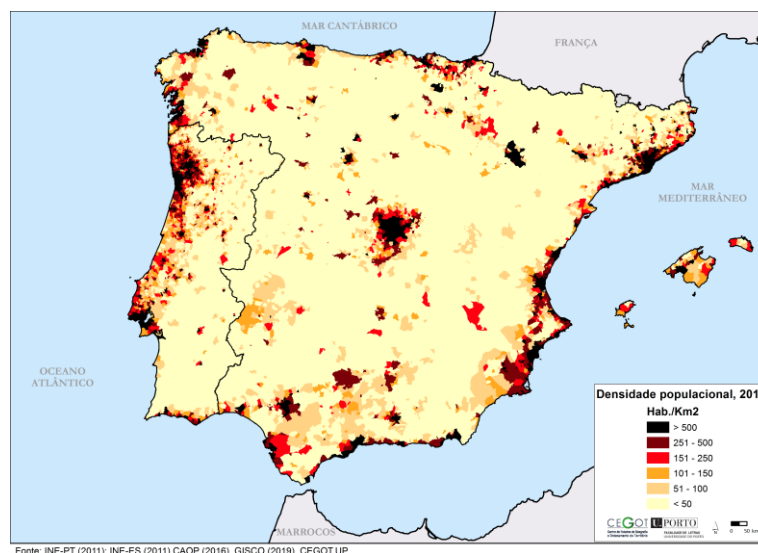 MAR CANTÁBRICO
FRANÇA
MAR
MEDITERRÂNEO
OCEANO
ATLÂNTICO
MARROCOS
Densidade populacional, 201
Hab./Km2
> 500
251 - 500
151 - 250
101 - 150
51 - 100
< 50
CEGOT
U.PORTO
0
50 km
Fonte: INE-PT (2011); INE-ES (2011) CAOP (2016), GISCO (2019), CEGOT.UP